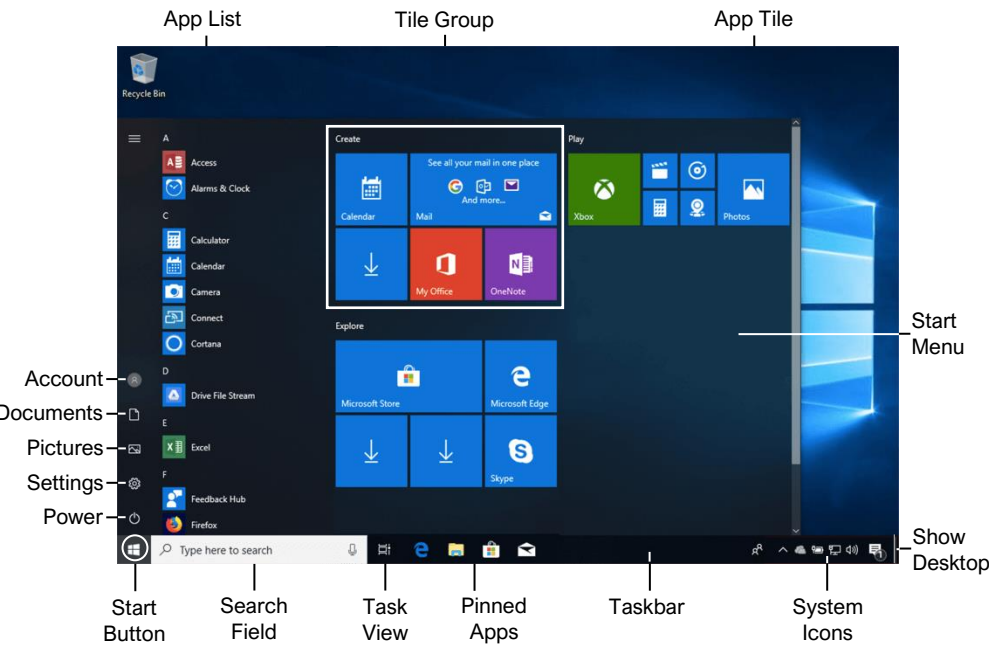 App List
Tile Group
App Tile
Recycle Bin
A
Access
Alarms & Clock
C
Calculator
Calendar
Camera
Connect
Cortana
D
Drive File Stream
E
Excel
F
Feedback Hub
Firefox
Create
Calendar
See all your mail in one place
And more...
Mail
My Office
OneNote
Explore
Microsoft Store
Microsoft Edge
Skype
Play
Xbox
Photos
Start
Menu
Account
Documents
Pictures
Settings
Power
Type here to search
1
Show
Desktop
Start
Button
Search
Field
Task
View
Pinned
Apps
Taskbar
System
Icons